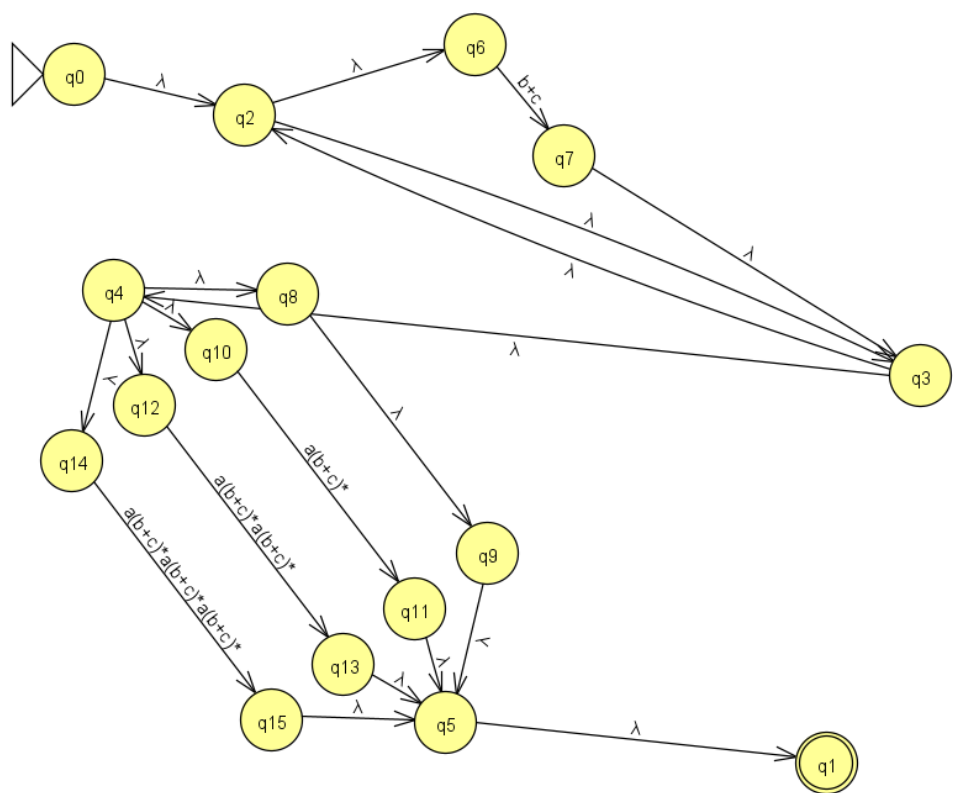 q0
λ
q2
λ
q6
b+c
q7
λ
λ
λ
q3
λ
q4
λ
q8
λ
q10
λ
q12
λ
q14
λ
a(b+c)*
a(b+c)*a(b+c)*
a(b+c)*a(b+c)*a(b+c)*
q9
q11
q13
q15
λ
λ
λ
λ
q5
λ
q1